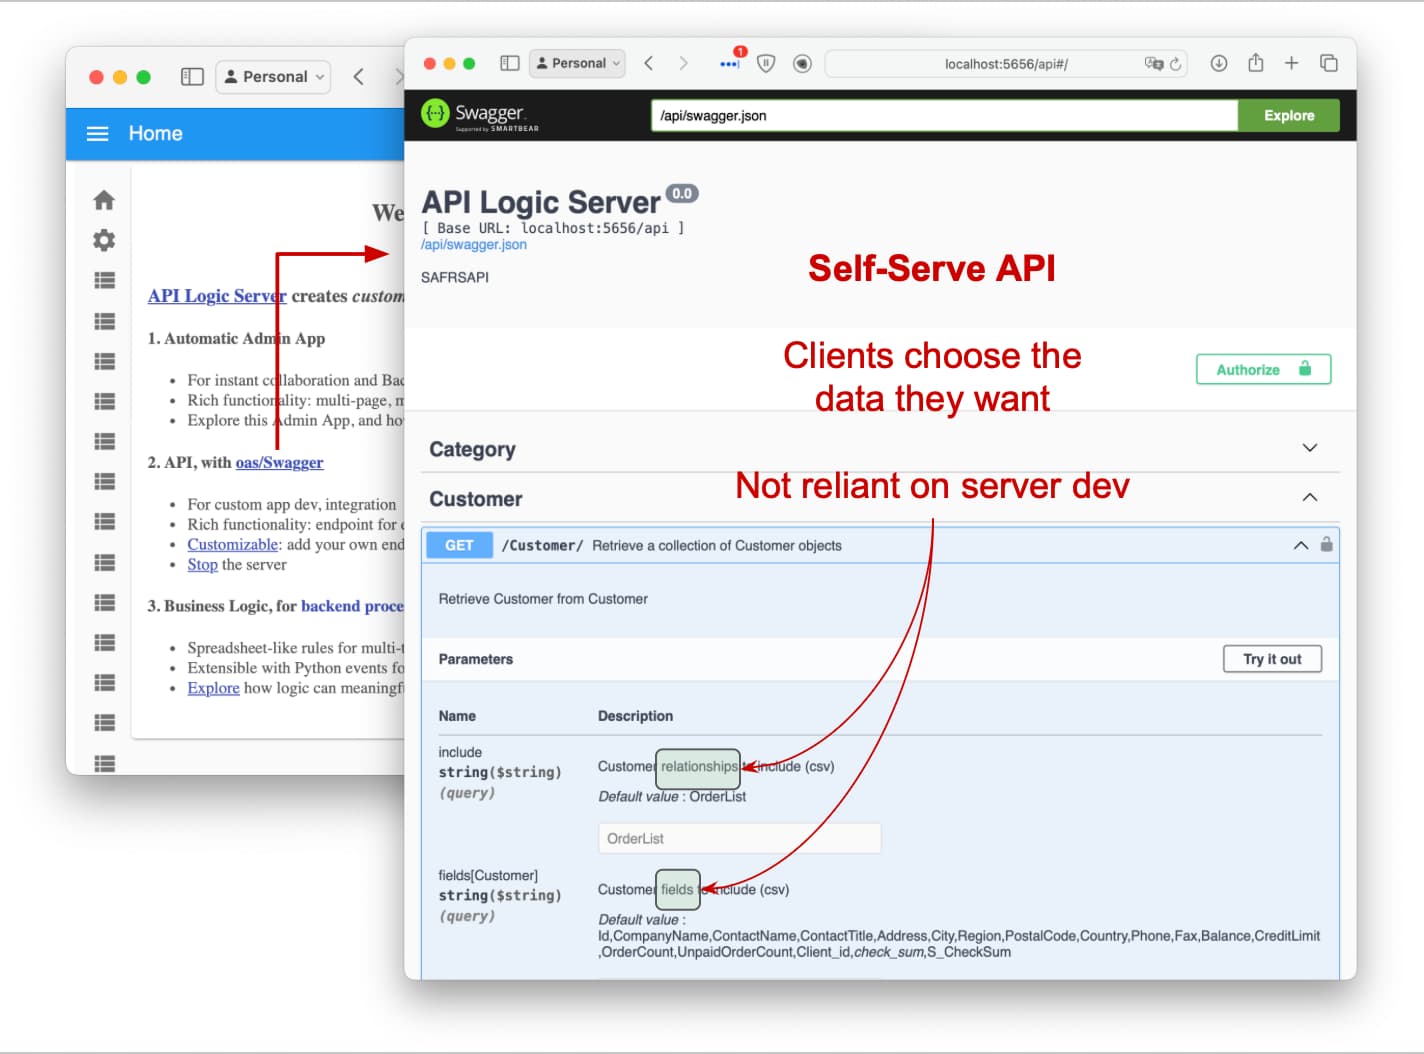 Personal
Home
We
API Logic Server creates custom
1. Automatic Admin App
• For instant collaboration and Bac
• Rich functionality: multi-page, m
• Explore this Admin App, and ho
2. API, with oas/Swagger
• For custom app dev, integration
• Rich functionality: endpoint for e
• Customizable: add your own end
• Stop the server
3. Business Logic, for backend proce
• Spreadsheet-like rules for multi-t
• Extensible with Python events fo
• Explore how logic can meaningf
Personal
1
localhost:5656/api#/
Swagger.
Supported by SMARTBEAR
/api/swagger.json
Explore
API Logic Server 0.0
[ Base URL: localhost:5656/api ]
/api/swagger.json
SAFRSAPI
Self-Serve API
Clients choose the
data they want
Authorize
Category
Not reliant on server dev
Customer
GET /Customer/ Retrieve a collection of Customer objects
Retrieve Customer from Customer
Parameters
Try it out
Name Description
include
string($string)
(query)
Customer relationships to include (csv)
Default value : OrderList
OrderList
fields[Customer]
string($string)
(query)
Customer fields to include (csv)
Default value :
Id,CompanyName,ContactName,ContactTitle,Address,City,Region,PostalCode,Country,Phone,Fax,Balance,CreditLimit
,OrderCount,UnpaidOrderCount,Client_id,check_sum,S_CheckSum